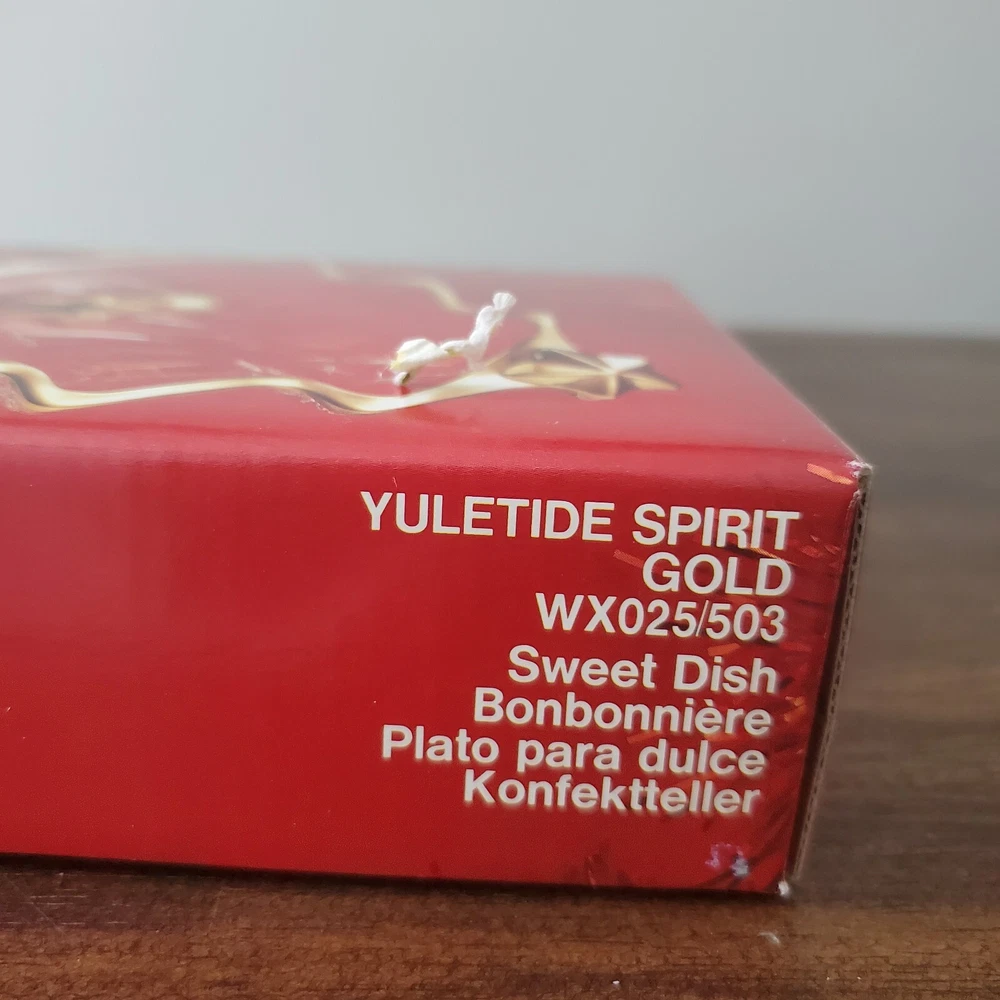 YULETIDE SPIRIT
GOLD
WX025/503
Sweet Dish
Bonbonnière
Plato para dulce
Konfektteller